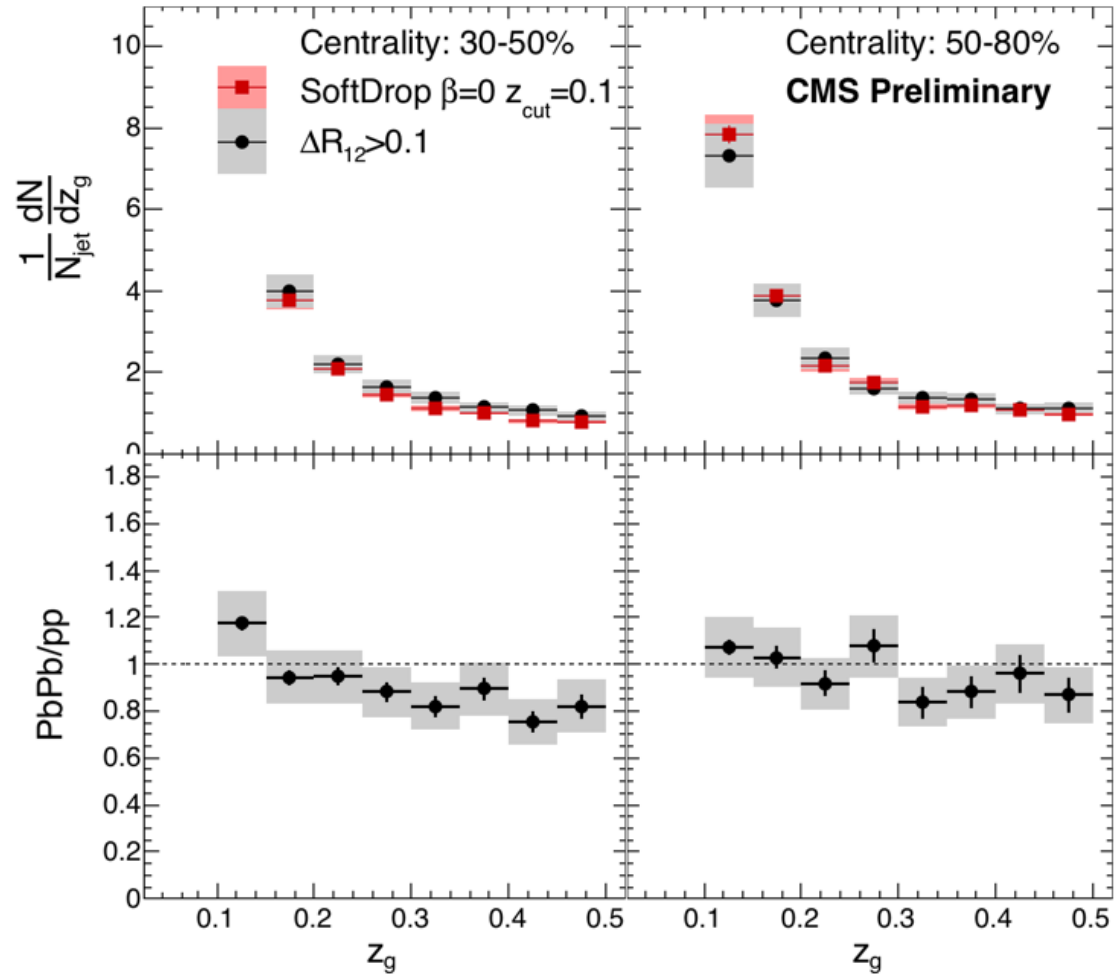 Centrality: 30-50%
SoftDrop β=0 z_cut=0.1
ΔR₁₂>0.1
Centrality: 50-80%
CMS Preliminary
1/N_jet dN/dz_g
10
8
6
4
2
0
PbPb/pp
1.8
1.6
1.4
1.2
1
0.8
0.6
0.4
0.2
0
0.1 0.2 0.3 0.4 0.5
0.1 0.2 0.3 0.4 0.5
z_g
z_g